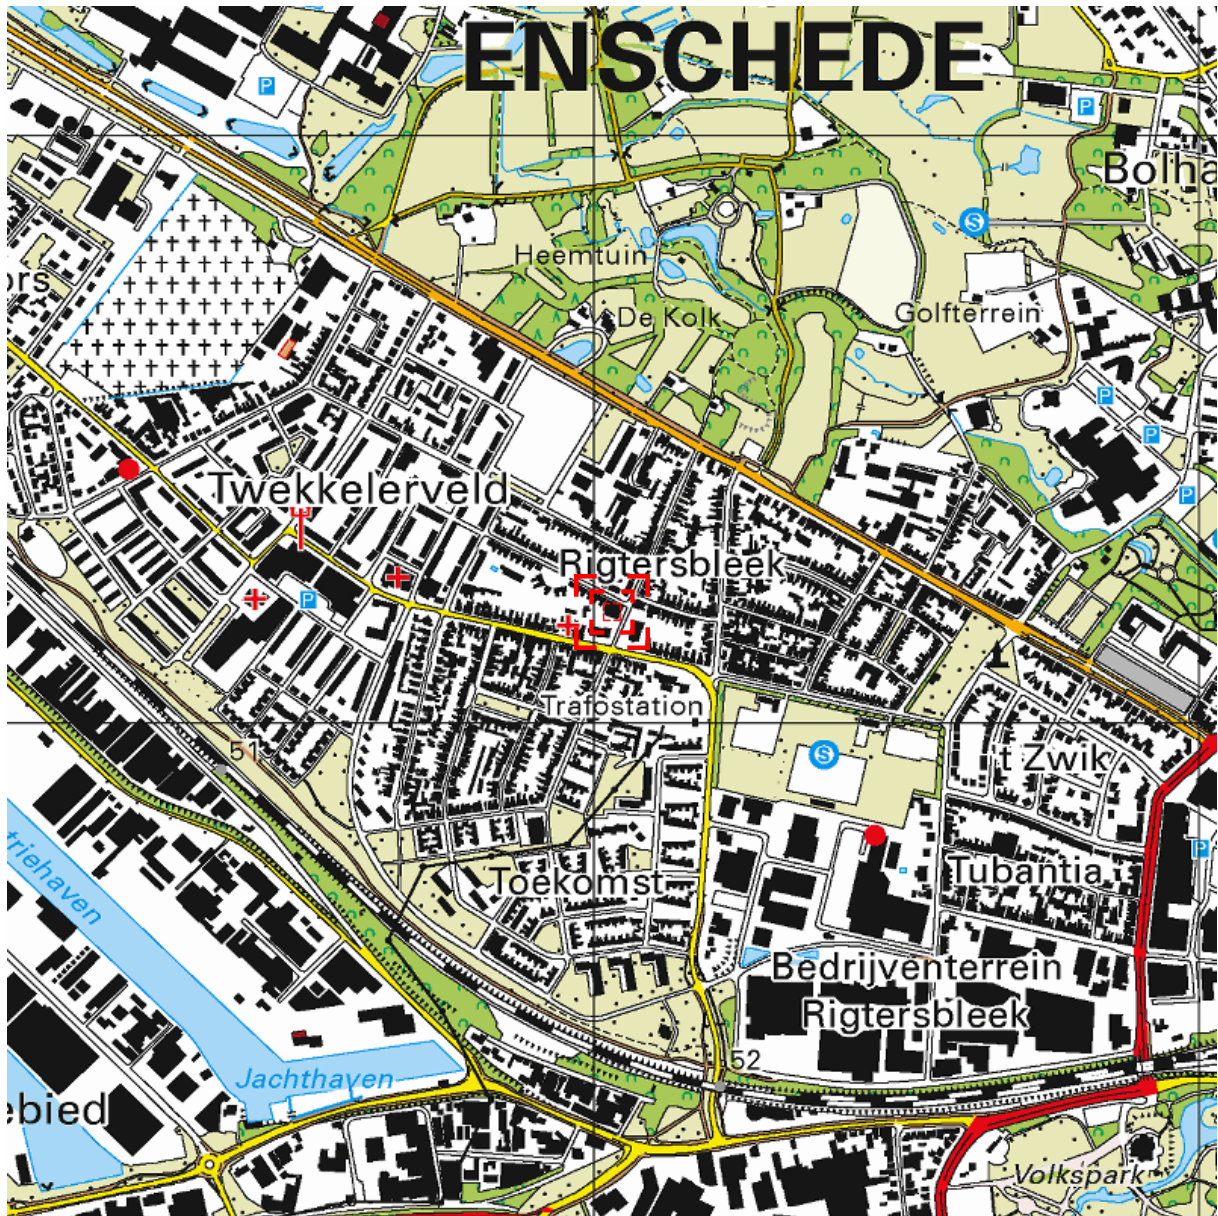 ENSCHEDE
P
P
Bolha
S
Heemtuin
ors
De Kolk
Golfterrein
P
P
Twekkelerveld
P
Rigtersbleek
P
Trafostation
51
S
't Zwik
P
triehaven
Toekomst
Tubantia
Bedrijventerrein
Rigtersbleek
52
Jachthaven
ebied
Volkspark